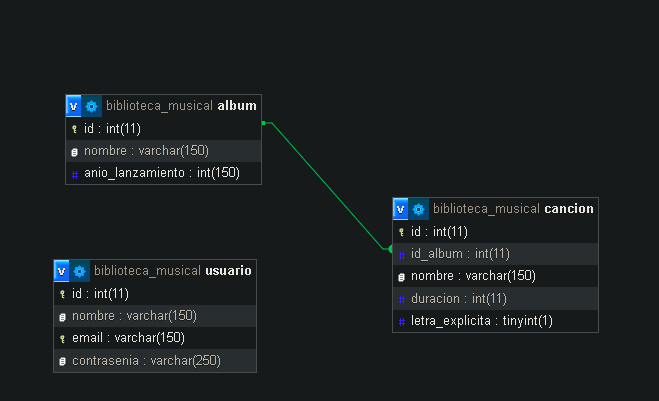 v biblioteca_musical album
id : int(11)
nombre : varchar(150)
# anio_lanzamiento : int(150)
v biblioteca_musical cancion
id : int(11)
# id_album : int(11)
nombre : varchar(150)
# duracion : int(11)
# letra_explicita : tinyint(1)
v biblioteca_musical usuario
id : int(11)
nombre : varchar(150)
email : varchar(150)
contrasenia : varchar(250)